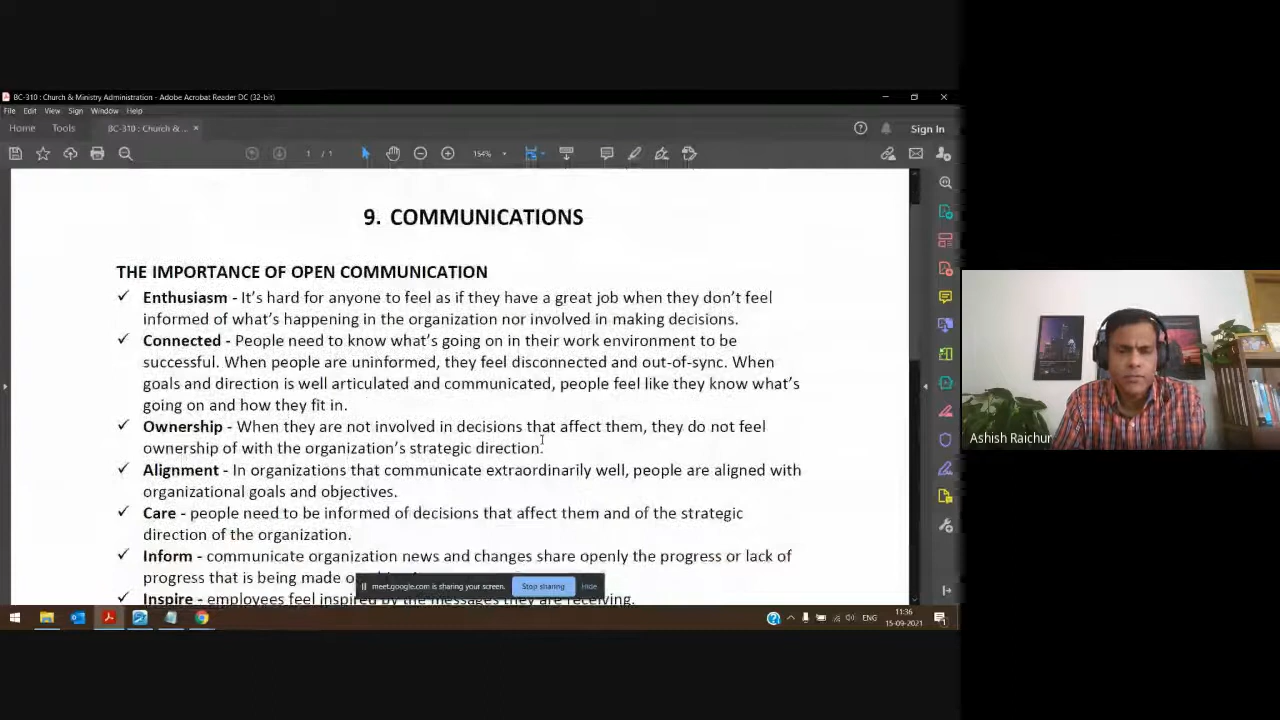 BC-310 : Church & Ministry Administration - Adobe Acrobat Reader DC (32-bit)
File Edit View Sign Window Help
Home Tools BC-310 : Church &... × Sign In
1 / 1 154%
9. COMMUNICATIONS
THE IMPORTANCE OF OPEN COMMUNICATION
✓ Enthusiasm - It's hard for anyone to feel as if they have a great job when they don't feel
informed of what's happening in the organization nor involved in making decisions.
✓ Connected - People need to know what's going on in their work environment to be
successful. When people are uninformed, they feel disconnected and out-of-sync. When
goals and direction is well articulated and communicated, people feel like they know what's
going on and how they fit in.
✓ Ownership - When they are not involved in decisions that affect them, they do not feel
ownership of with the organization's strategic direction.
✓ Alignment - In organizations that communicate extraordinarily well, people are aligned with
organizational goals and objectives.
✓ Care - people need to be informed of decisions that affect them and of the strategic
direction of the organization.
✓ Inform - communicate organization news and changes share openly the progress or lack of
progress that is being made
✓ Inspire - employees feel inspired by the messages they are receiving.
meet.google.com is sharing your screen. Stop sharing Hide
Ashish Raichur
ENG
11:36
15-09-2021